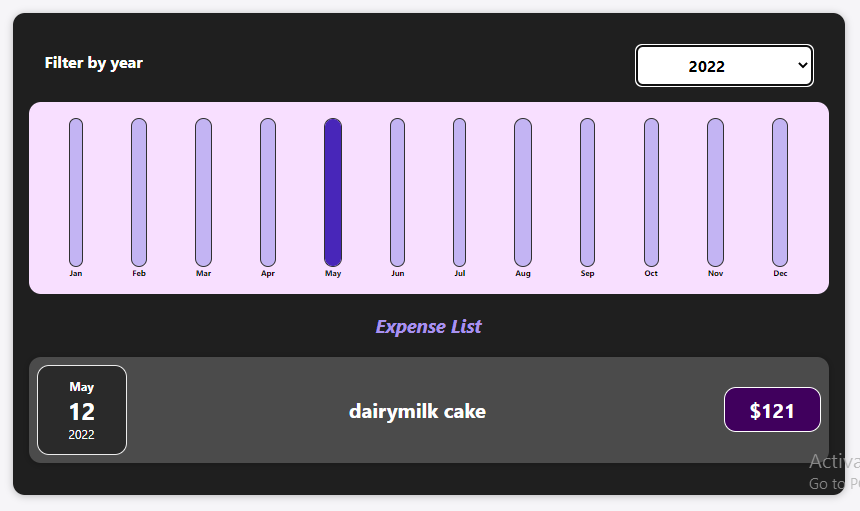 Filter by year
2022
Jan Feb Mar Apr May Jun Jul Aug Sep Oct Nov Dec
Expense List
May
12
2022
dairymilk cake
$121
Activa
Go to P